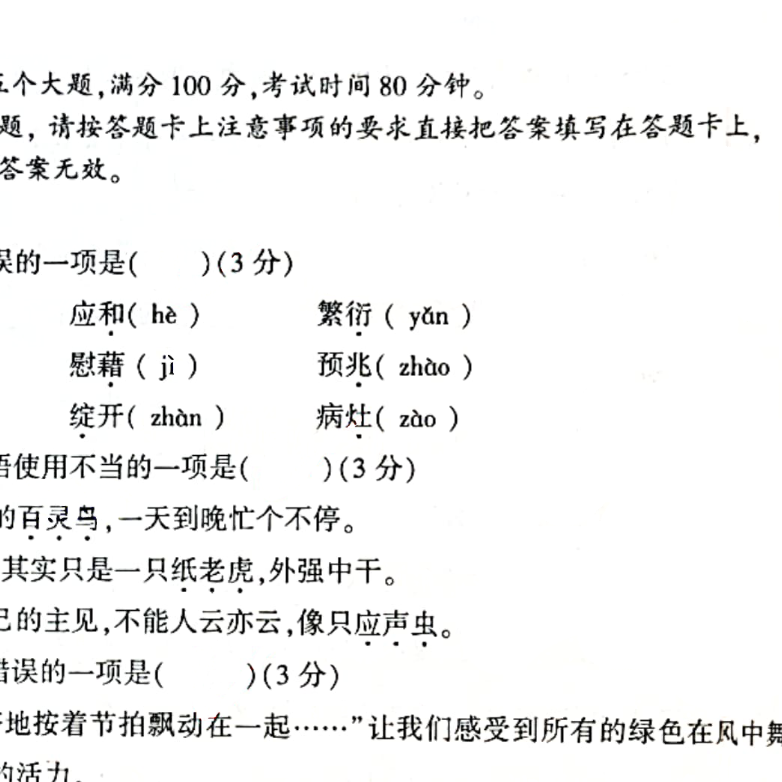 五个大题,满分100分,考试时间80分钟。
题, 请按答题卡上注意事项的要求直接把答案填写在答题卡上,
答案无效。
误的一项是(  )(3分)
应和( hè ) 繁衍 ( yǎn )
慰藉 ( jì ) 预兆( zhào )
绽开( zhàn ) 病灶( zào )
语使用不当的一项是(  )(3分)
的百灵鸟,一天到晚忙个不停。
其实只是一只纸老虎,外强中干。
己的主见,不能人云亦云,像只应声虫。
错误的一项是(  )(3分)
地按着节拍飘动在一起……”让我们感受到所有的绿色在风中舞
的活力。